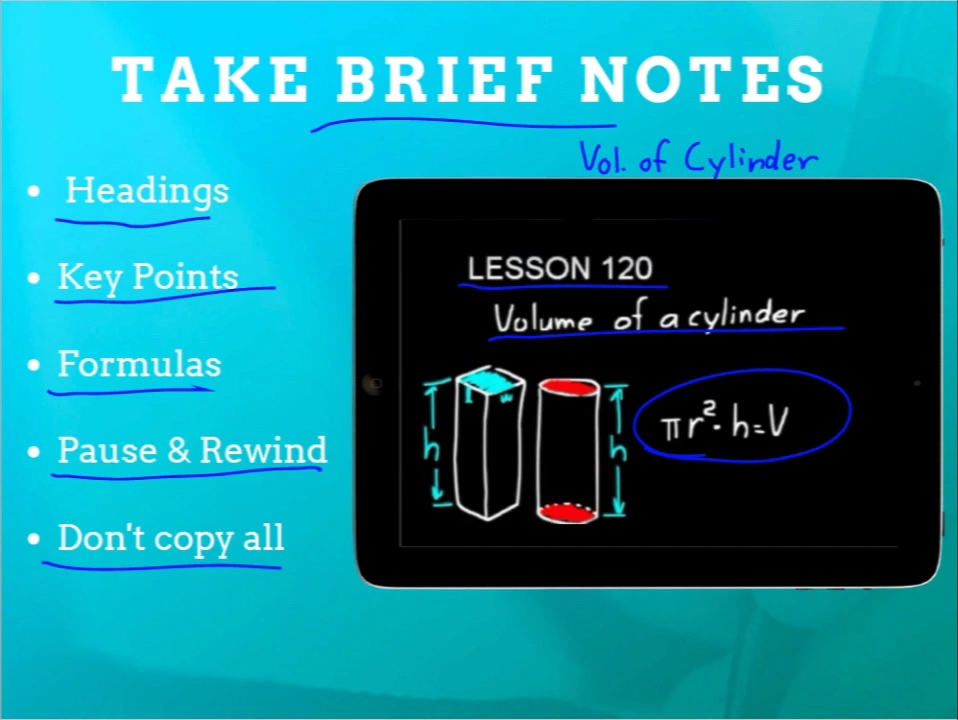 TAKE BRIEF NOTES
Vol. of Cylinder
• Headings
• Key Points
• Formulas
• Pause & Rewind
• Don't copy all
LESSON 120
Volume of a cylinder
h
h
πr²· h=V